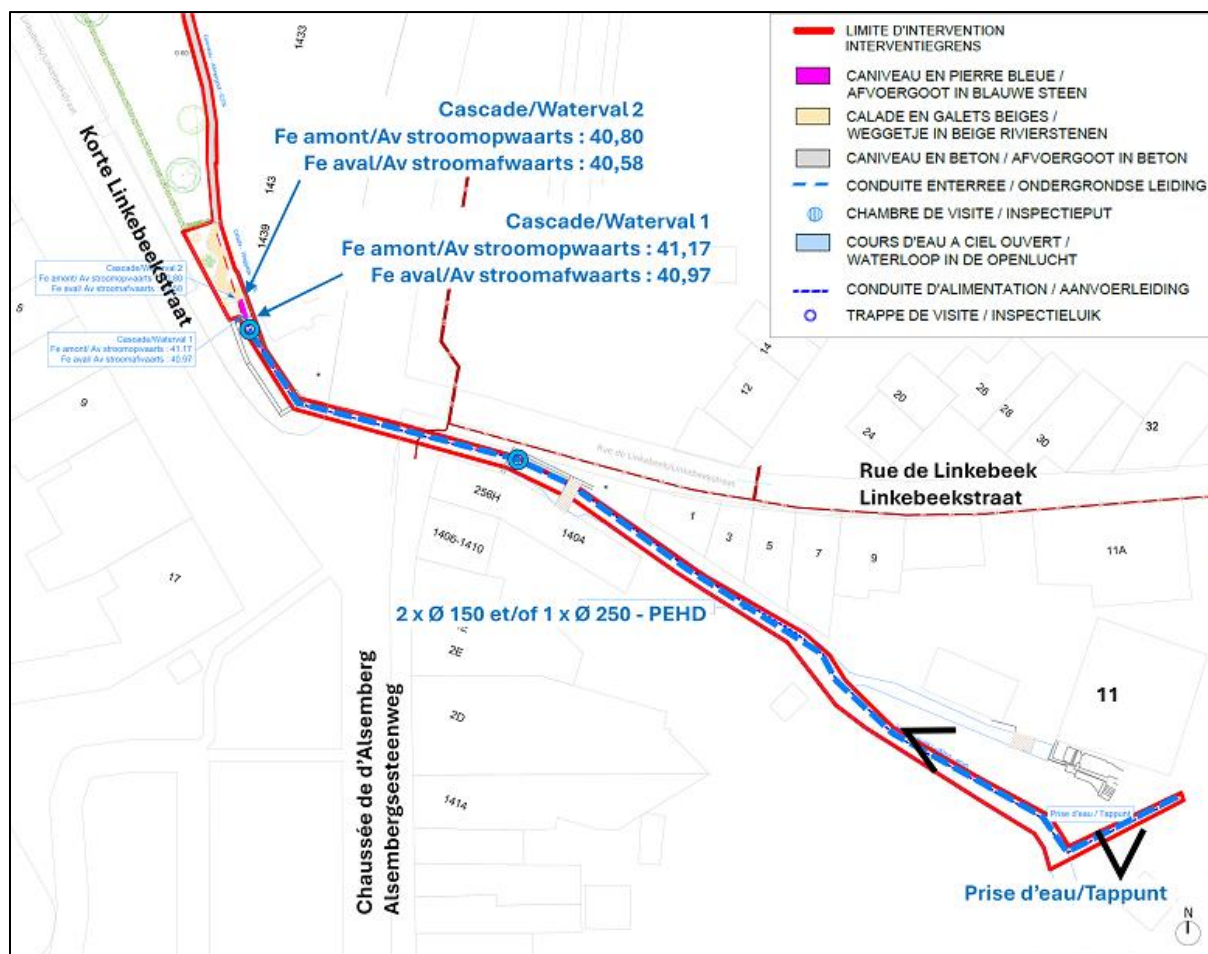 LIMITE D'INTERVENTION
INTERVENTIEGRENS
CANIVEAU EN PIERRE BLEUE /
AFVOERGOOT IN BLAUWE STEEN
CALADE EN GALETS BEIGES /
WEGGETJE IN BEIGE RIVIERSTENEN
CANIVEAU EN BETON / AFVOERGOOT IN BETON
CONDUITE ENTERREE / ONDERGRONDSE LEIDING
CHAMBRE DE VISITE / INSPECTIEPUT
COURS D'EAU A CIEL OUVERT /
WATERLOOP IN DE OPENLUCHT
CONDUITE D'ALIMENTATION / AANVOERLEIDING
TRAPPE DE VISITE / INSPECTIELUIK
1433
Cascade/Waterval 2
Fe amont/Av stroomopwaarts : 40,80
Fe aval/Av stroomafwaarts : 40,58
143
1439
Cascade/Waterval 1
Fe amont/Av stroomopwaarts : 41,17
Fe aval/Av stroomafwaarts : 40,97
Korte Linkebeekstraat
Cascade/Waterval 2
Cascade/Waterval 1
Fe amont/ Av stroomopwaarts : 41.17
Fe aval/ Av stroomafwaarts : 40.97
9
17
14
12
20
24
26
28
30
32
Rue de Linkebeek/Linkebeekstraat
Rue de Linkebeek
Linkebeekstraat
256H
1406-1410
1404
1
3
5
7
9
11A
2 x Ø 150 et/of 1 x Ø 250 - PEHD
2E
2D
1414
Chaussée de d'Alsemberg
Alsembergsesteenweg
11
Prise d'eau / Tappunt
Prise d'eau/Tappunt
N